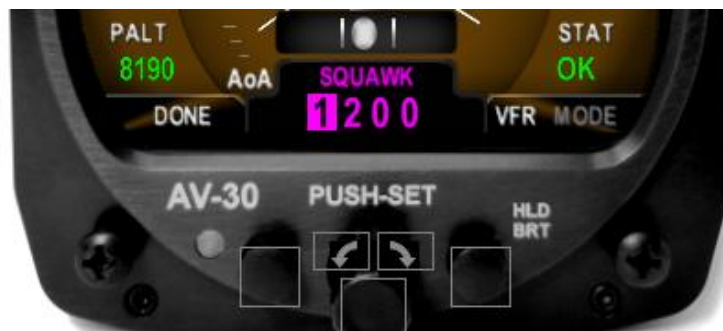 PALT
8190
AoA
SQUAWK
1200
STAT
OK
DONE
VFR MODE
AV-30
PUSH-SET
HLD
BRT